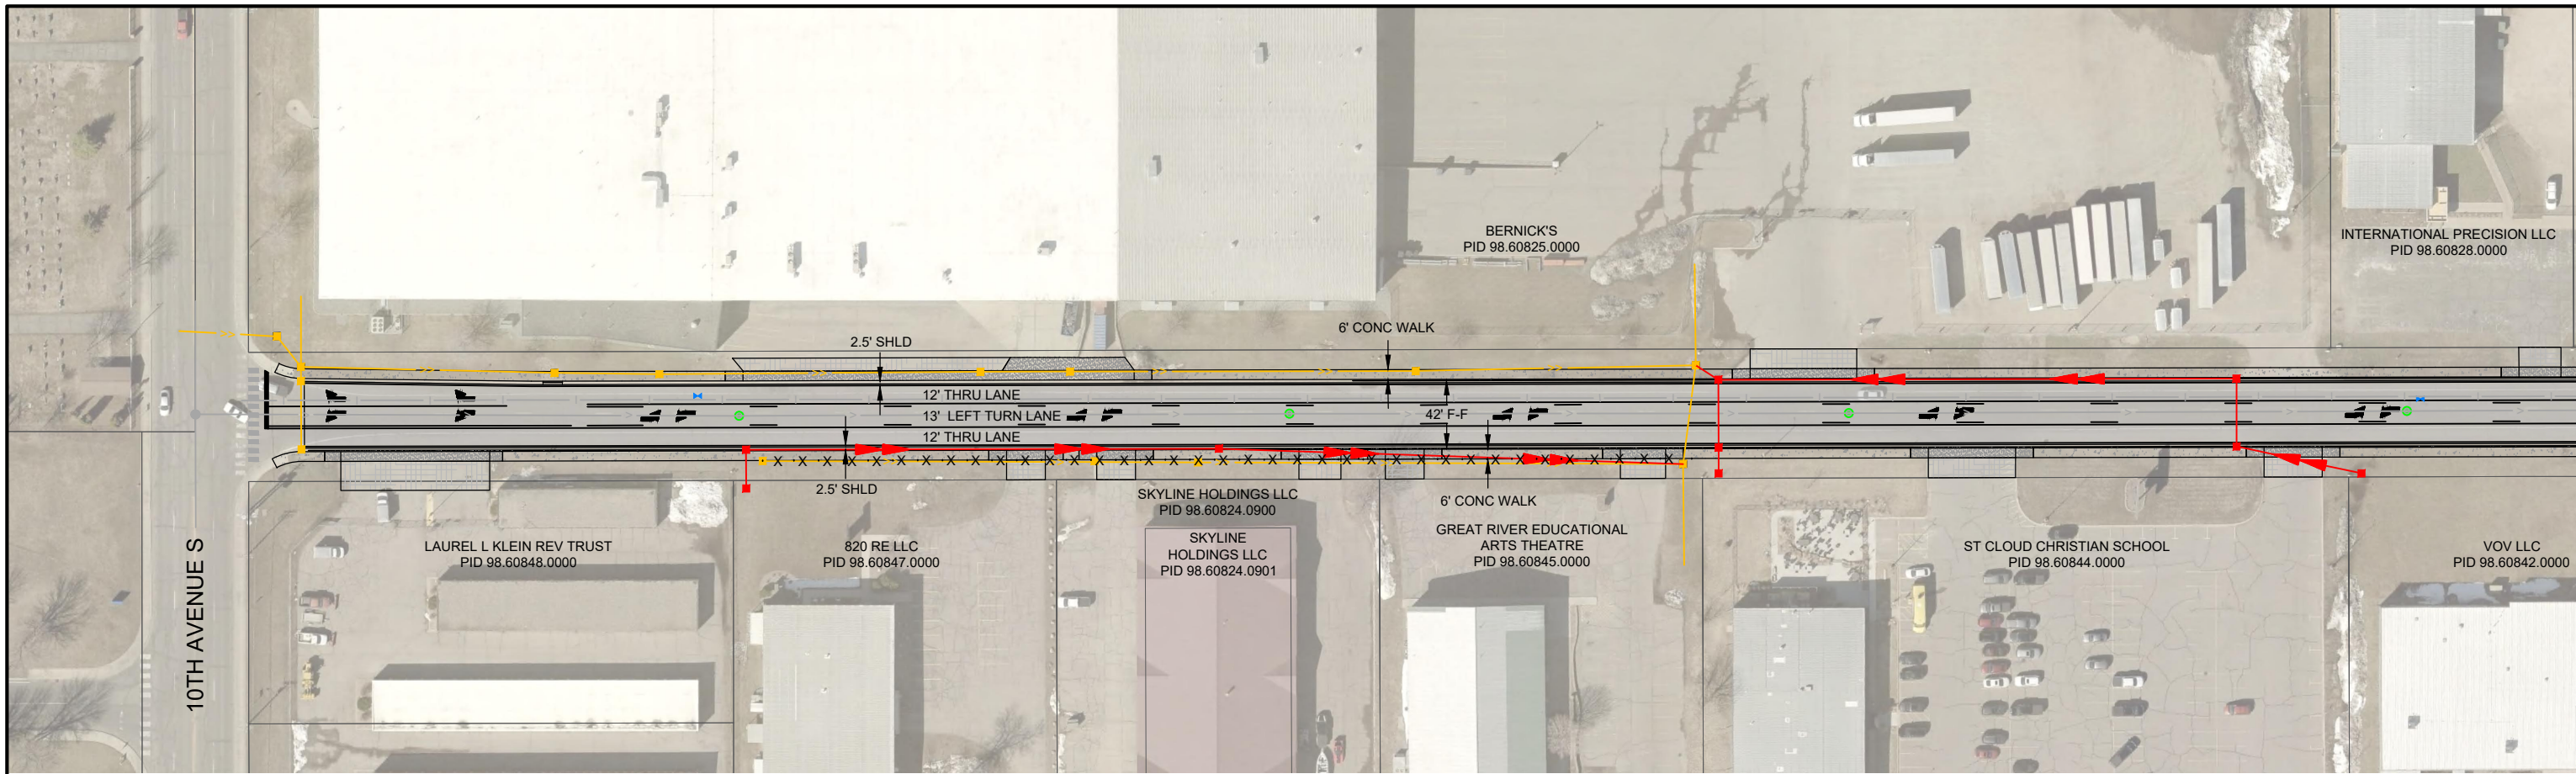 BERNICK'S
PID 98.60825.0000
INTERNATIONAL PRECISION LLC
PID 98.60828.0000
6' CONC WALK
2.5' SHLD
12' THRU LANE
13' LEFT TURN LANE
42' F-F
12' THRU LANE
2.5' SHLD
6' CONC WALK
10TH AVENUE S
LAUREL L KLEIN REV TRUST
PID 98.60848.0000
820 RE LLC
PID 98.60847.0000
SKYLINE HOLDINGS LLC
PID 98.60824.0900
SKYLINE
HOLDINGS LLC
PID 98.60824.0901
GREAT RIVER EDUCATIONAL
ARTS THEATRE
PID 98.60845.0000
ST CLOUD CHRISTIAN SCHOOL
PID 98.60844.0000
VOV LLC
PID 98.60842.0000